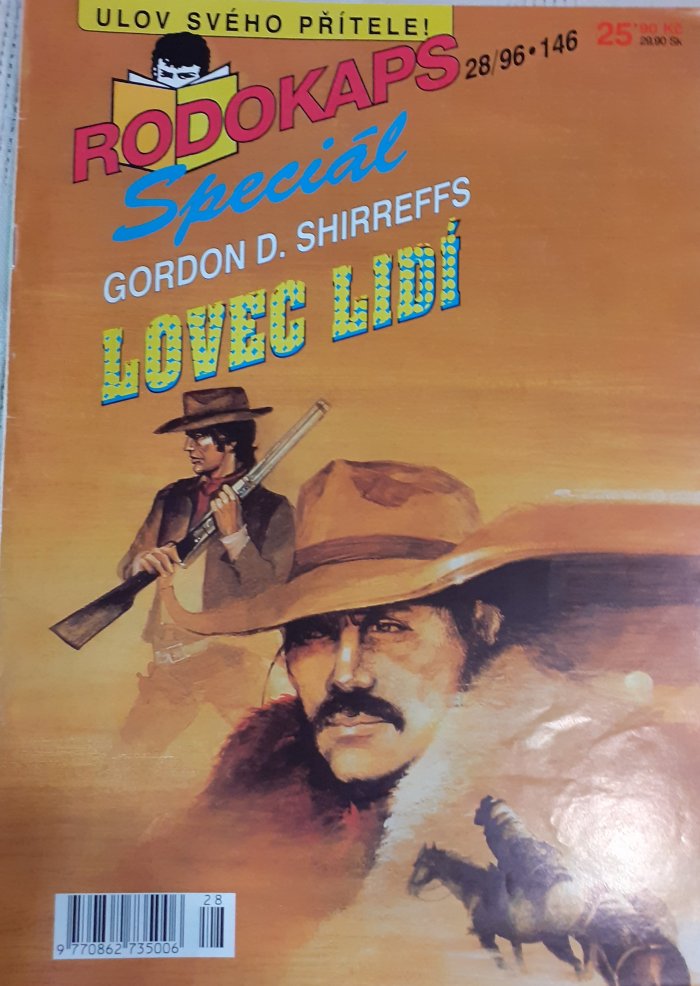 ULOV SVÉHO PŘÍTELE!
RODOKAPS
28/96•146
25'90 Kč
28.90 Sk
Speciál
GORDON D. SHIRREFFS
LOVEC LIDÍ
28
9 770862 735006